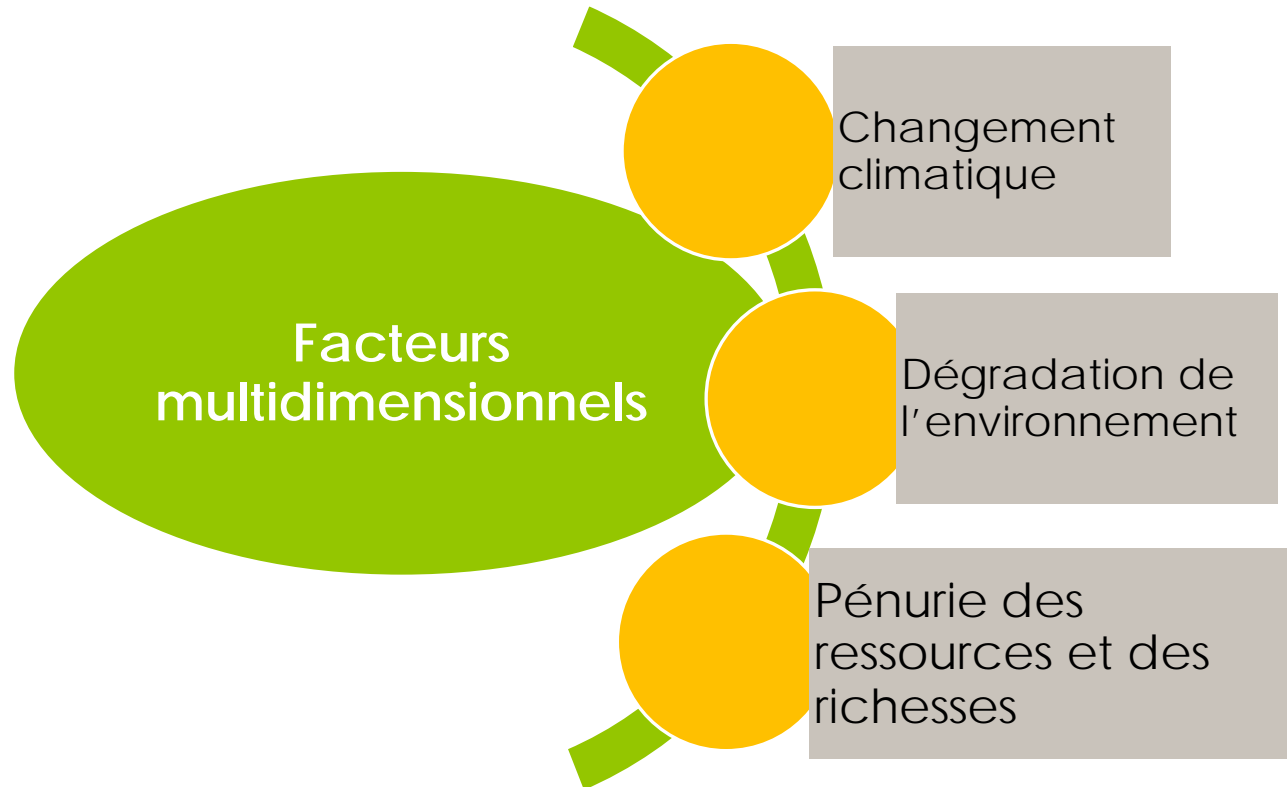 Facteurs
multidimensionnels
Changement
climatique
Dégradation de
l’environnement
Pénurie des
ressources et des
richesses